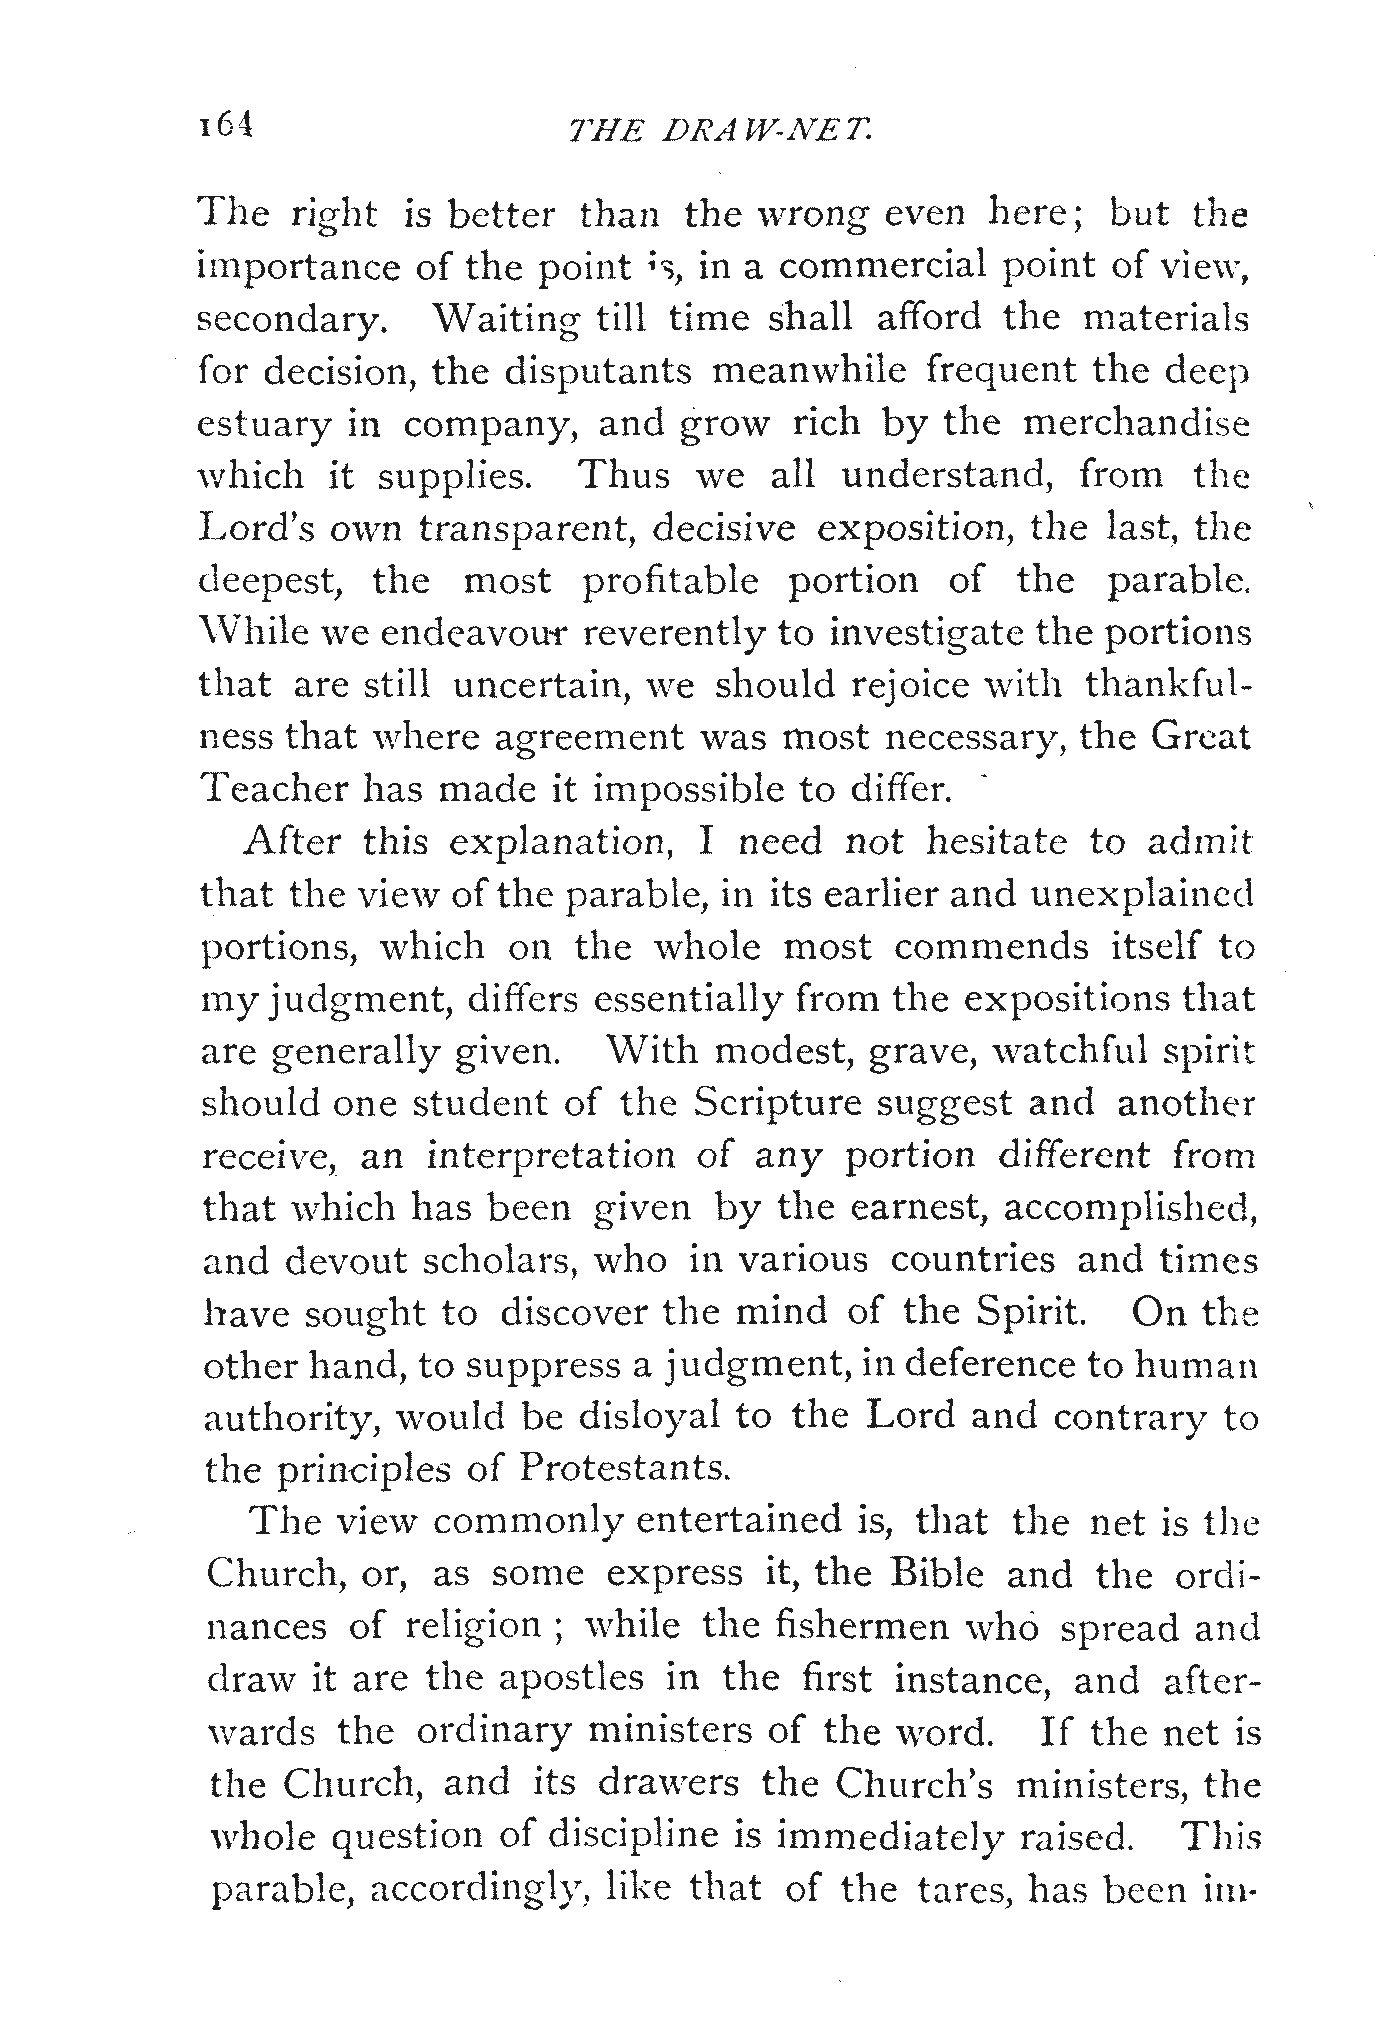 164 THE DRAW-NET.
The right is better than the wrong even here; but the
importance of the point is, in a commercial point of view,
secondary. Waiting till time shall afford the materials
for decision, the disputants meanwhile frequent the deep
estuary in company, and grow rich by the merchandise
which it supplies. Thus we all understand, from the
Lord's own transparent, decisive exposition, the last, the
deepest, the most profitable portion of the parable.
While we endeavour reverently to investigate the portions
that are still uncertain, we should rejoice with thankful-
ness that where agreement was most necessary, the Great
Teacher has made it impossible to differ.
After this explanation, I need not hesitate to admit
that the view of the parable, in its earlier and unexplained
portions, which on the whole most commends itself to
my judgment, differs essentially from the expositions that
are generally given. With modest, grave, watchful spirit
should one student of the Scripture suggest and another
receive, an interpretation of any portion different from
that which has been given by the earnest, accomplished,
and devout scholars, who in various countries and times
have sought to discover the mind of the Spirit. On the
other hand, to suppress a judgment, in deference to human
authority, would be disloyal to the Lord and contrary to
the principles of Protestants.
The view commonly entertained is, that the net is the
Church, or, as some express it, the Bible and the ordi-
nances of religion ; while the fishermen who spread and
draw it are the apostles in the first instance, and after-
wards the ordinary ministers of the word. If the net is
the Church, and its drawers the Church's ministers, the
whole question of discipline is immediately raised. This
parable, accordingly, like that of the tares, has been im-